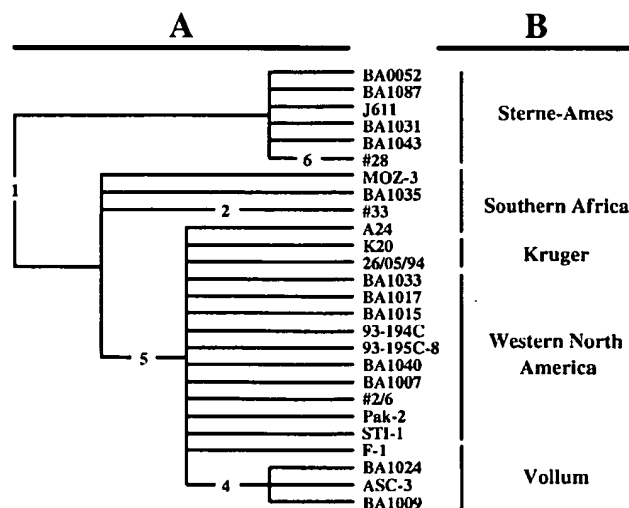 A B
BA0052
BA1087
J611
BA1031
BA1043
6 #28
Sterne-Ames
1
MOZ-3
BA1035
2 #33
Southern Africa
A24
K20
26/05/94
Kruger
BA1033
BA1017
BA1015
93-194C
5 93-195C-8
BA1040
BA1007
#2/6
Pak-2
STI-1
Western North
America
F-1
BA1024
4 ASC-3
BA1009
Vollum